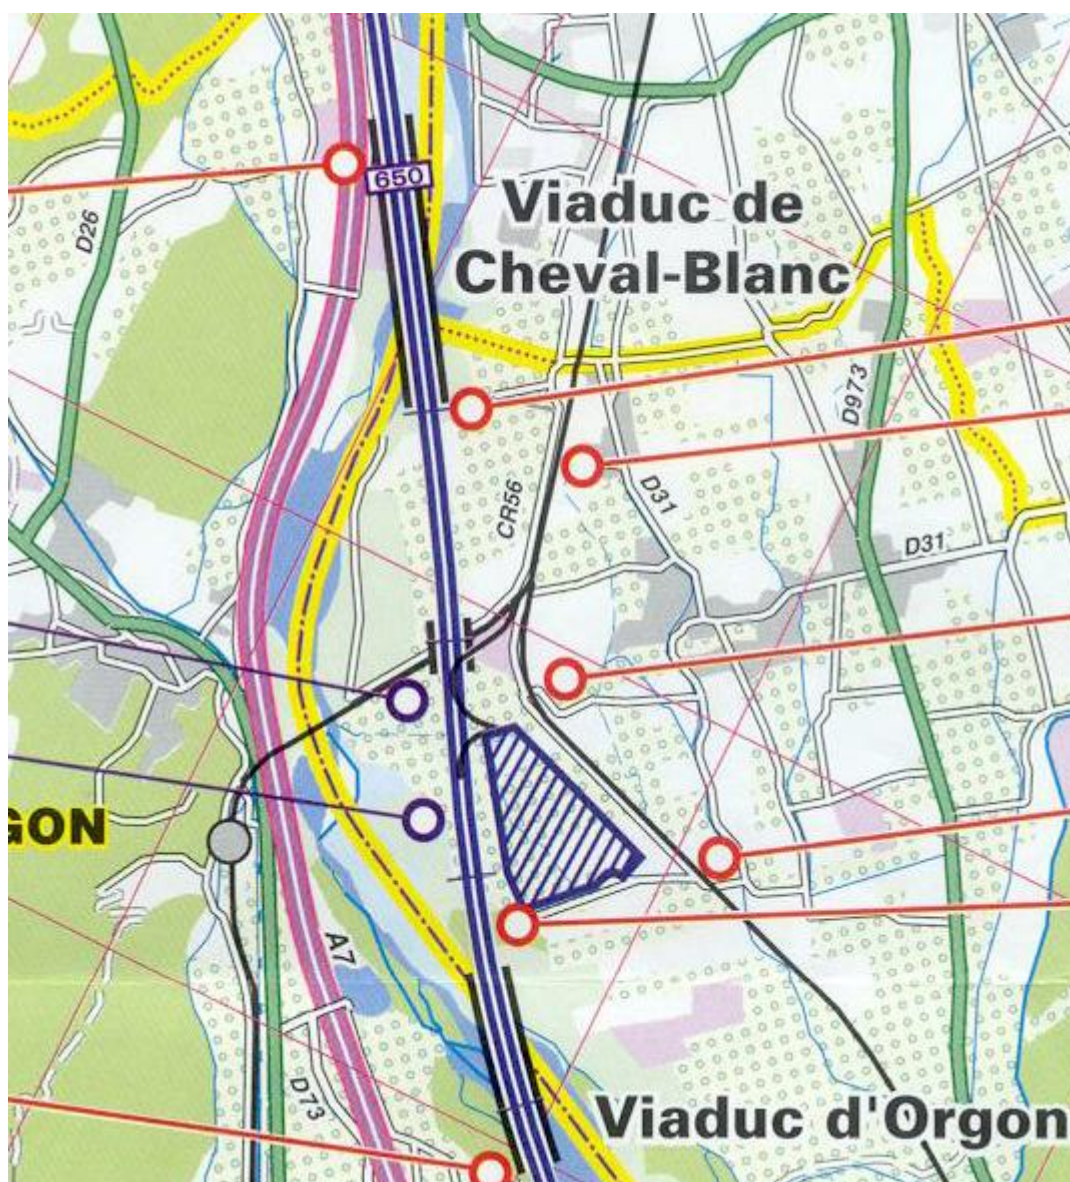 650
Viaduc de
Cheval-Blanc
D26
D973
CR56
D31
D31
GON
A7
D73
Viaduc d'Orgon